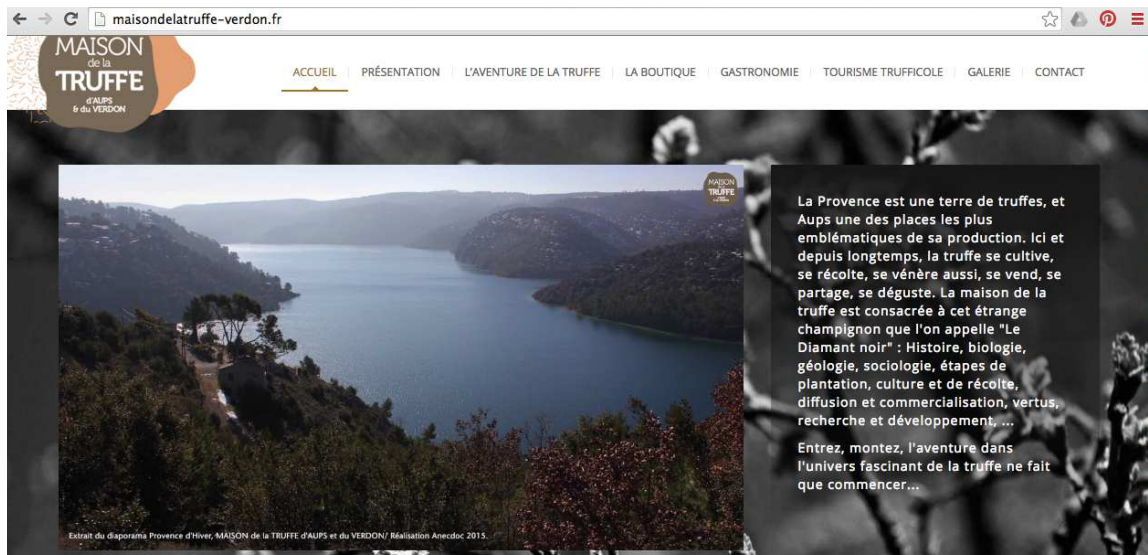 maisondelatruffe-verdon.fr
MAISON
de la
TRUFFE
d'AUPS
& du VERDON
ACCUEIL PRÉSENTATION L'AVENTURE DE LA TRUFFE LA BOUTIQUE GASTRONOMIE TOURISME TRUFFICOLE GALERIE CONTACT
MAISON
TRUFFE
La Provence est une terre de truffes, et
Aups une des places les plus
emblématiques de sa production. Ici et
depuis longtemps, la truffe se cultive,
se récolte, se vénère aussi, se vend, se
partage, se déguste. La maison de la
truffe est consacrée à cet étrange
champignon que l'on appelle "Le
Diamant noir" : Histoire, biologie,
géologie, sociologie, étapes de
plantation, culture et de récolte,
diffusion et commercialisation, vertus,
recherche et développement, ...
Entrez, montez, l'aventure dans
l'univers fascinant de la truffe ne fait
que commencer...
Extrait du diaporama Provence d'Hiver, MAISON de la TRUFFE d'AUPS et du VERDON/ Réalisation Anecdoc 2015.